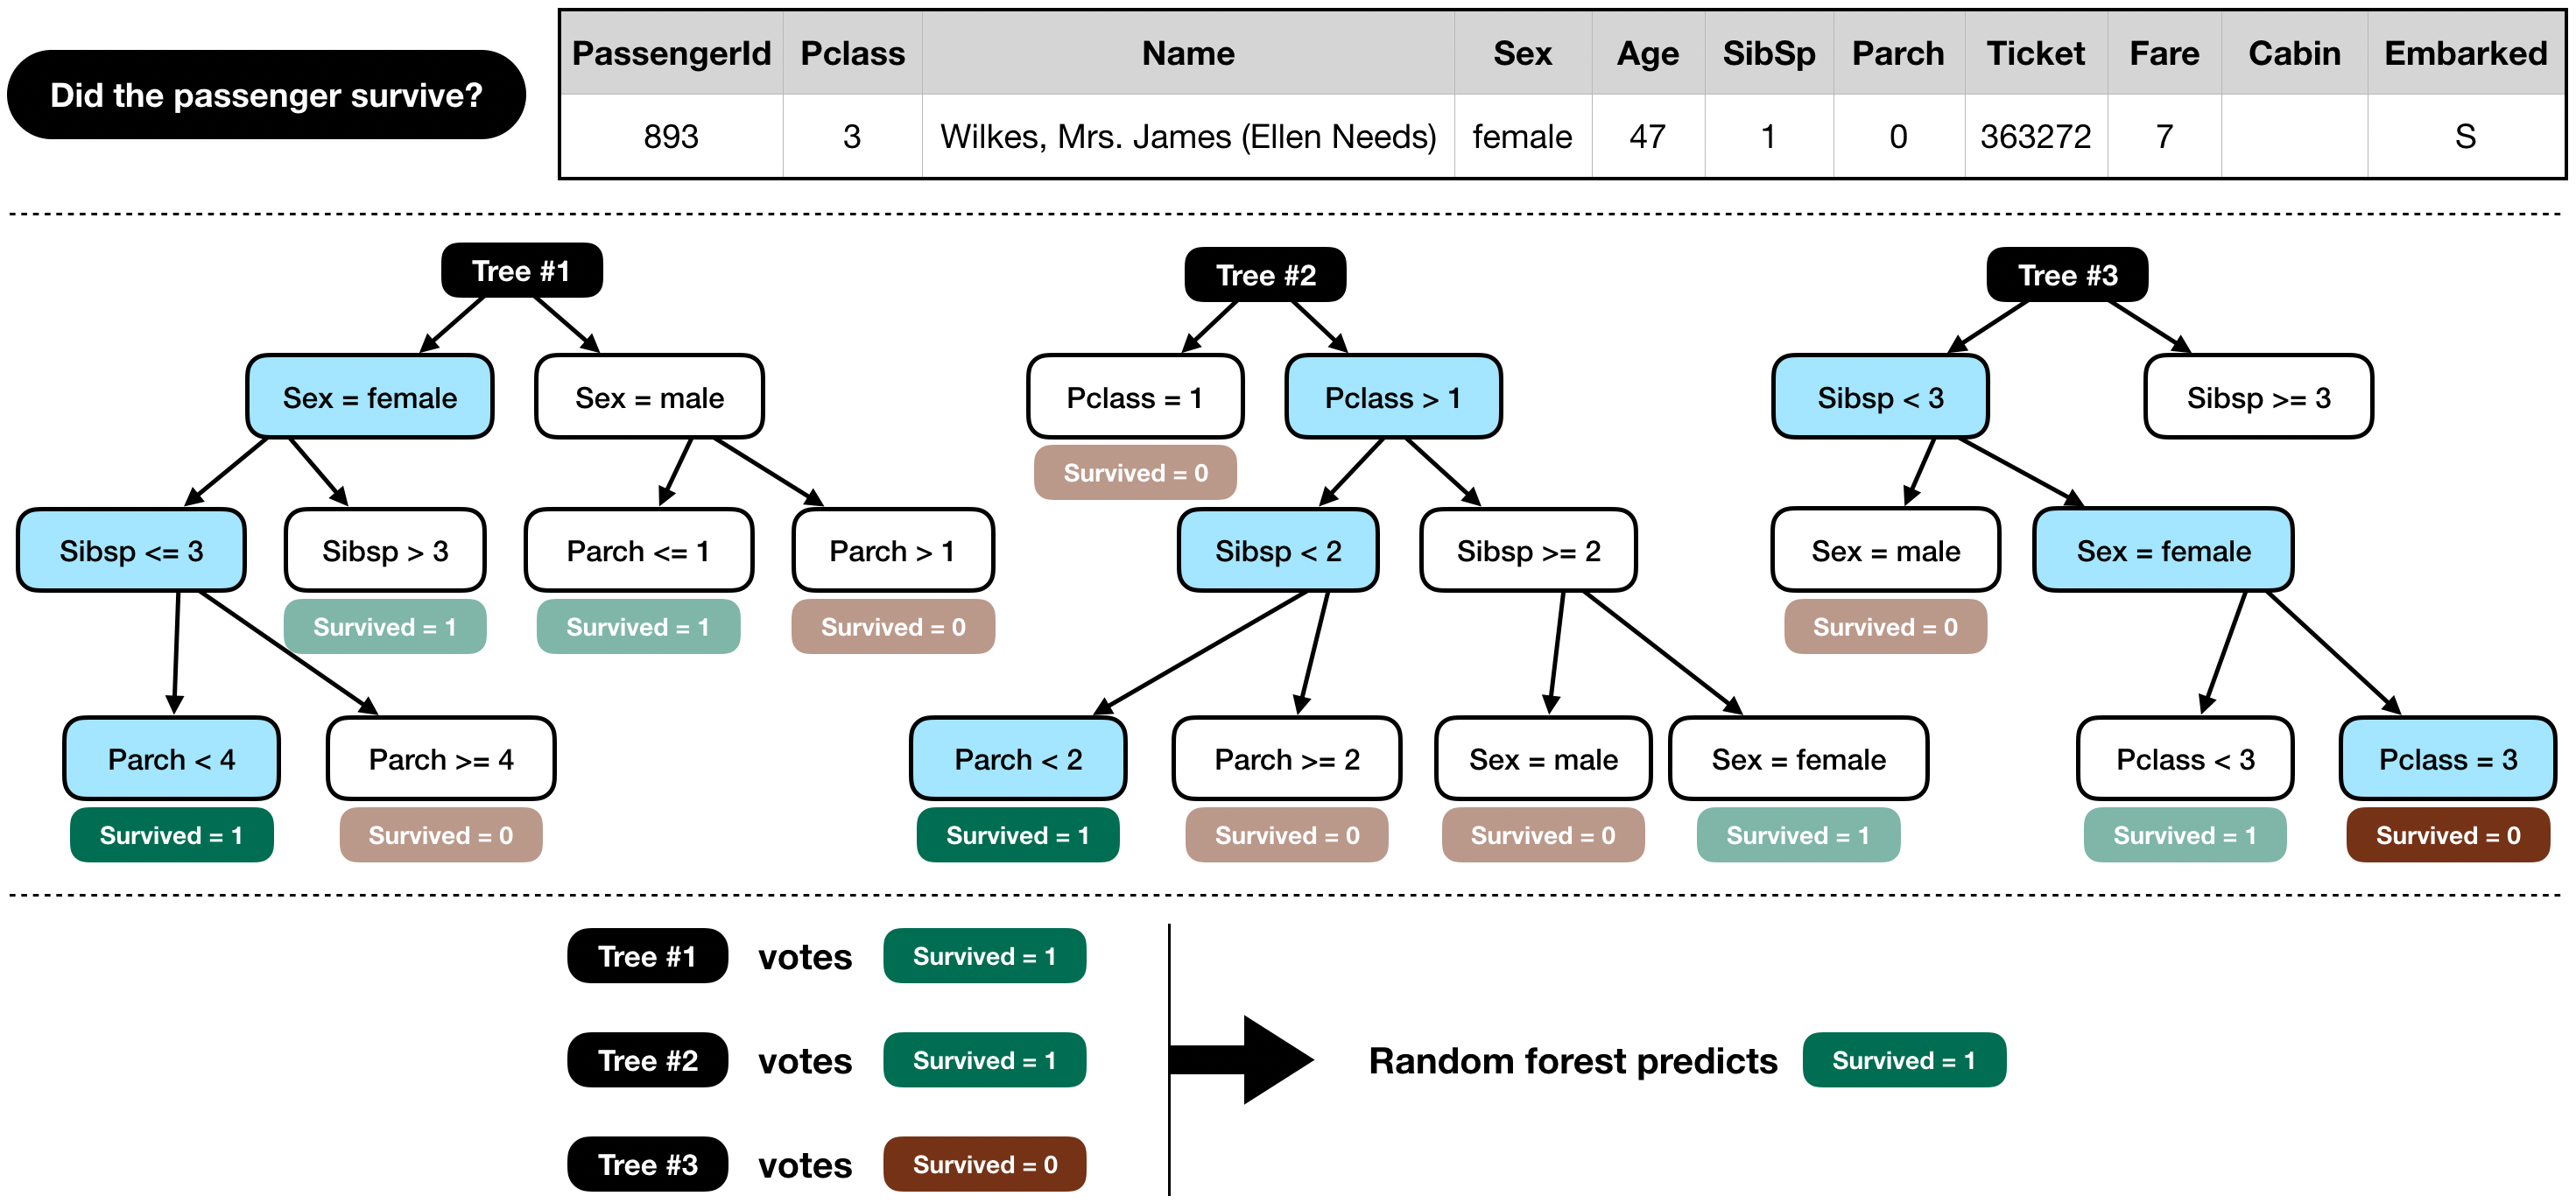 Did the passenger survive?
PassengerId Pclass Name Sex Age SibSp Parch Ticket Fare Cabin Embarked
893 3 Wilkes, Mrs. James (Ellen Needs) female 47 1 0 363272 7 S
Tree #1
Sex = female Sex = male
Sibsp <= 3 Sibsp > 3 Parch <= 1 Parch > 1
Survived = 1 Survived = 1 Survived = 0
Parch < 4 Parch >= 4
Survived = 1 Survived = 0
Tree #2
Pclass = 1 Pclass > 1
Survived = 0
Sibsp < 2 Sibsp >= 2
Parch < 2 Parch >= 2 Sex = male Sex = female
Survived = 1 Survived = 0 Survived = 0 Survived = 1
Tree #3
Sibsp < 3 Sibsp >= 3
Sex = male Sex = female
Survived = 0
Pclass < 3 Pclass = 3
Survived = 1 Survived = 0
Tree #1 votes Survived = 1
Tree #2 votes Survived = 1
Tree #3 votes Survived = 0
Random forest predicts Survived = 1